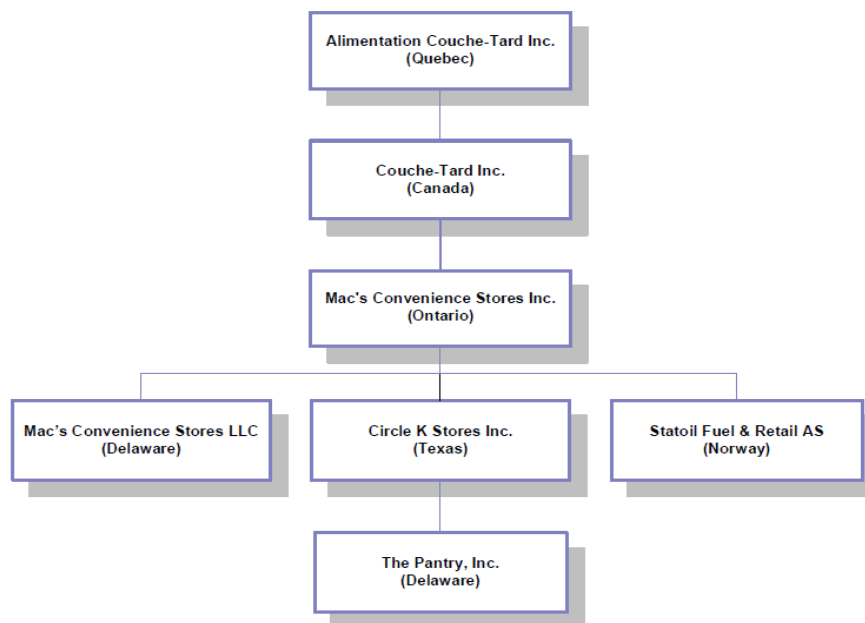 Alimentation Couche-Tard Inc.
(Quebec)
Couche-Tard Inc.
(Canada)
Mac's Convenience Stores Inc.
(Ontario)
Mac’s Convenience Stores LLC
(Delaware)
Circle K Stores Inc.
(Texas)
Statoil Fuel & Retail AS
(Norway)
The Pantry, Inc.
(Delaware)